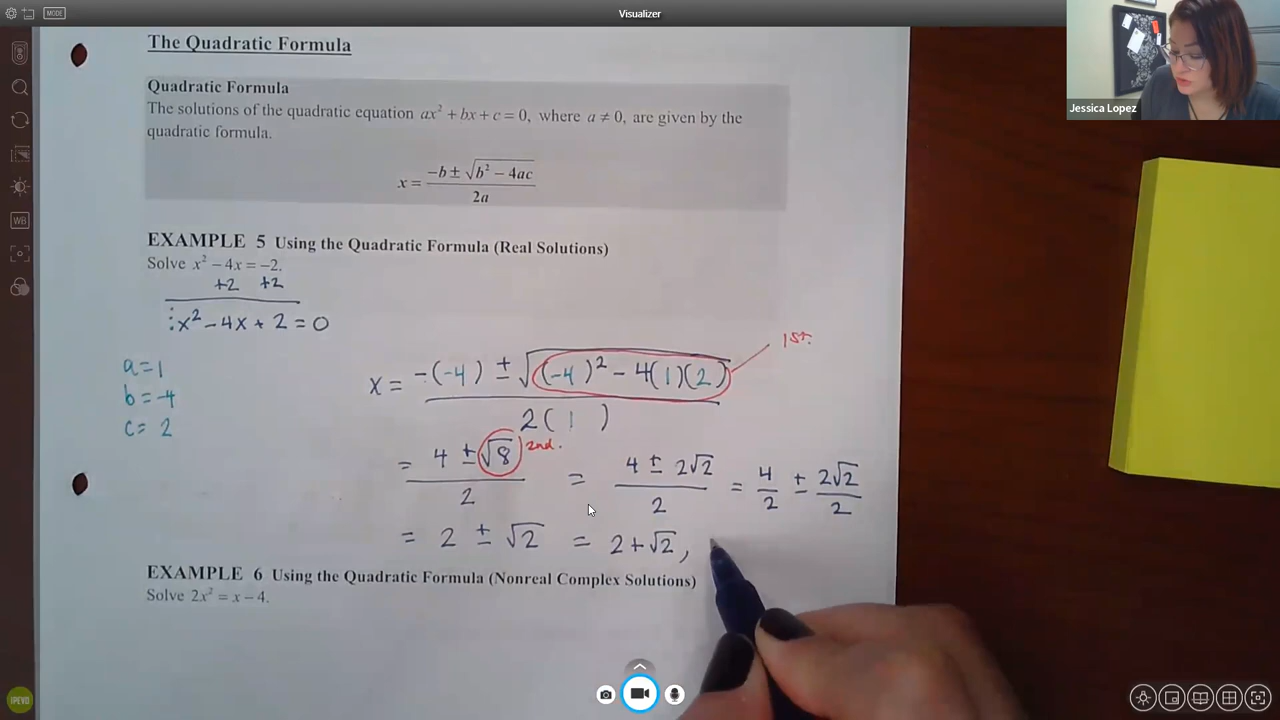 MODE
Visualizer
Jessica Lopez
WB
The Quadratic Formula
Quadratic Formula
The solutions of the quadratic equation ax² + bx + c = 0, where a ≠ 0, are given by the
quadratic formula.
x = (-b ± √(b² - 4ac)) / 2a
EXAMPLE 5 Using the Quadratic Formula (Real Solutions)
Solve x² - 4x = -2.
+2 +2
x² - 4x + 2 = 0
1st.
a = 1
b = -4
c = 2
x = (-(-4) ± √((-4)² - 4(1)(2))) / 2(1)
= (4 ± √8) / 2 2nd. = (4 ± 2√2) / 2 = 4/2 ± 2√2/2
= 2 ± √2 = 2+√2,
EXAMPLE 6 Using the Quadratic Formula (Nonreal Complex Solutions)
Solve 2x² = x - 4.
IPEVO